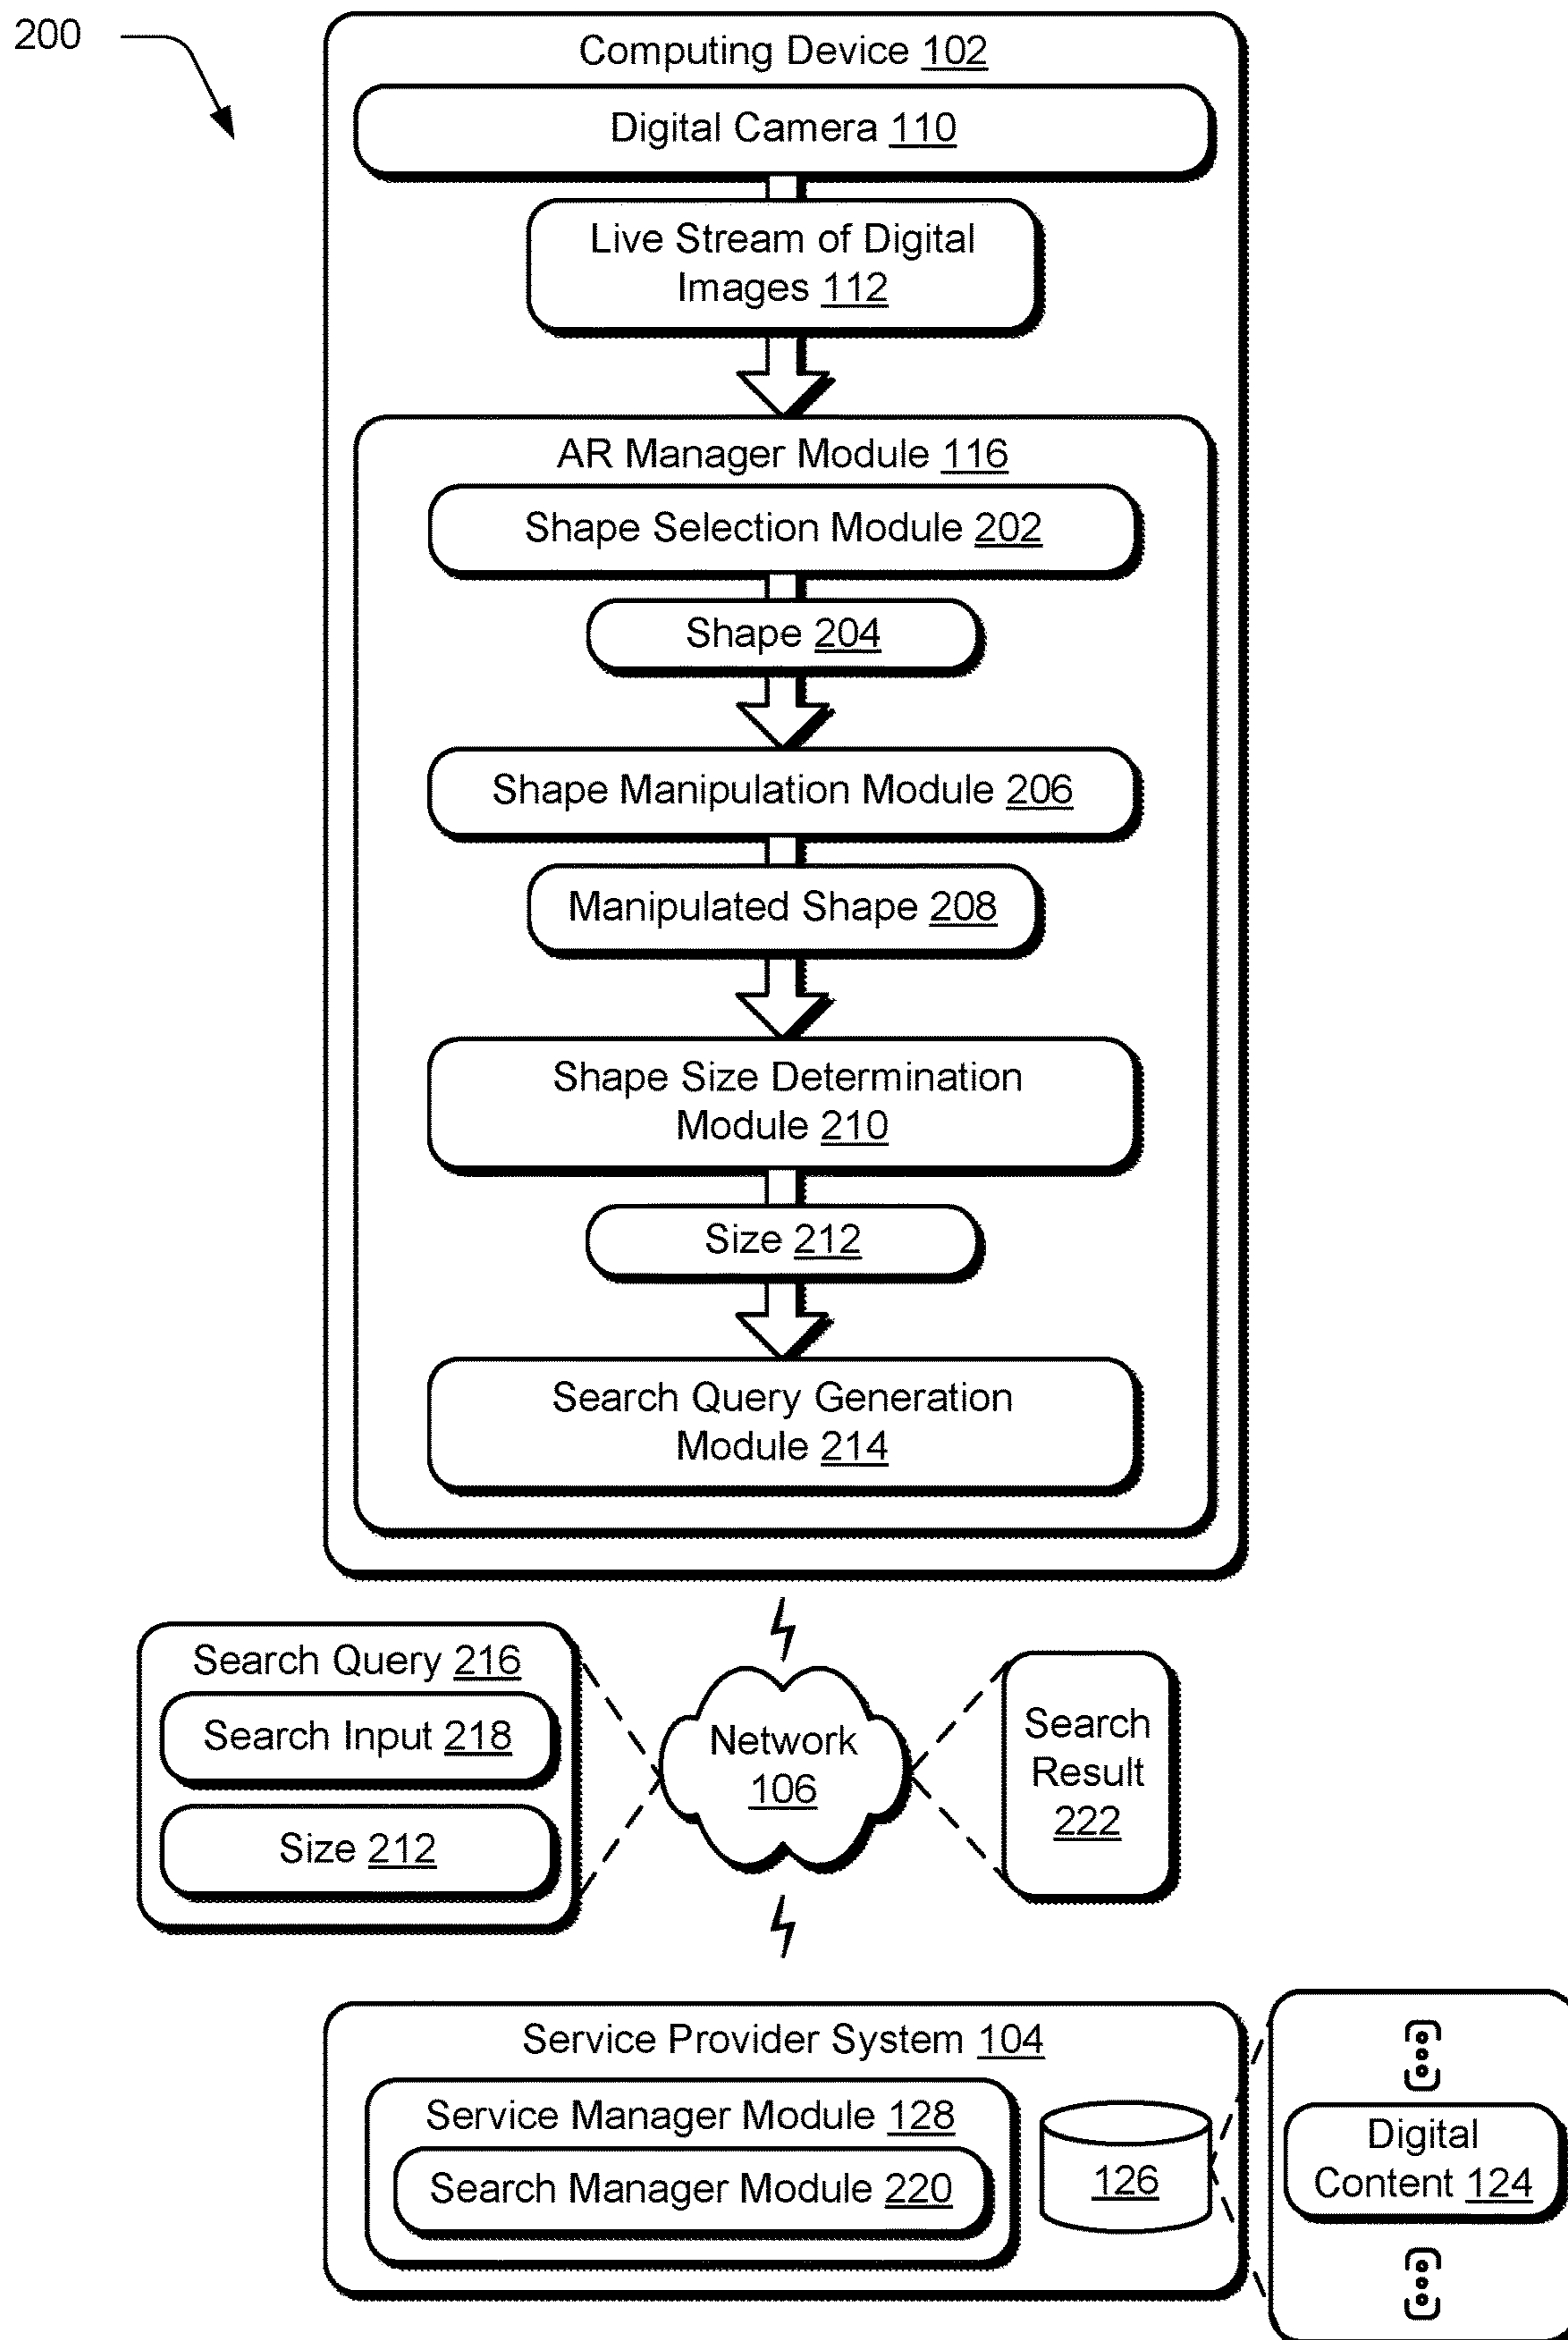 200
Computing Device 102
Digital Camera 110
Live Stream of Digital
Images 112
AR Manager Module 116
Shape Selection Module 202
Shape 204
Shape Manipulation Module 206
Manipulated Shape 208
Shape Size Determination
Module 210
Size 212
Search Query Generation
Module 214
Search Query 216
Search Input 218
Size 212
Network
106
Search
Result
222
Service Provider System 104
Service Manager Module 128
Search Manager Module 220
126
Digital
Content 124